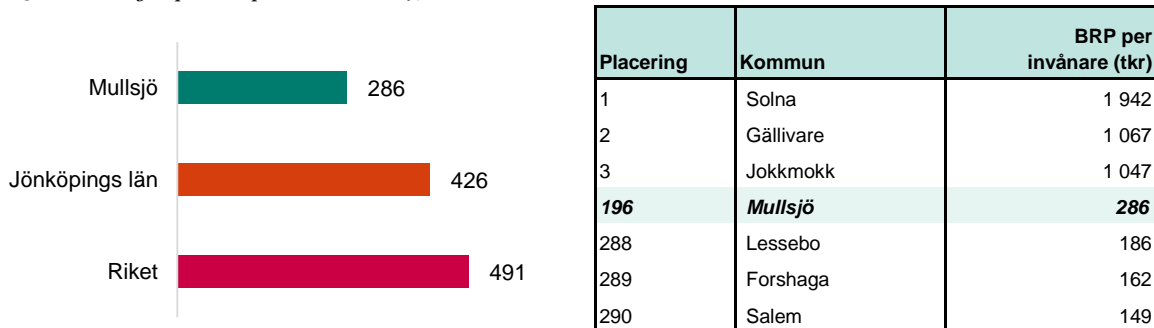 Mullsjö 286
Jönköpings län 426
Riket 491
Placering Kommun BRP per invånare (tkr)
1 Solna 1 942
2 Gällivare 1 067
3 Jokkmokk 1 047
196 Mullsjö 286
288 Lessebo 186
289 Forshaga 162
290 Salem 149